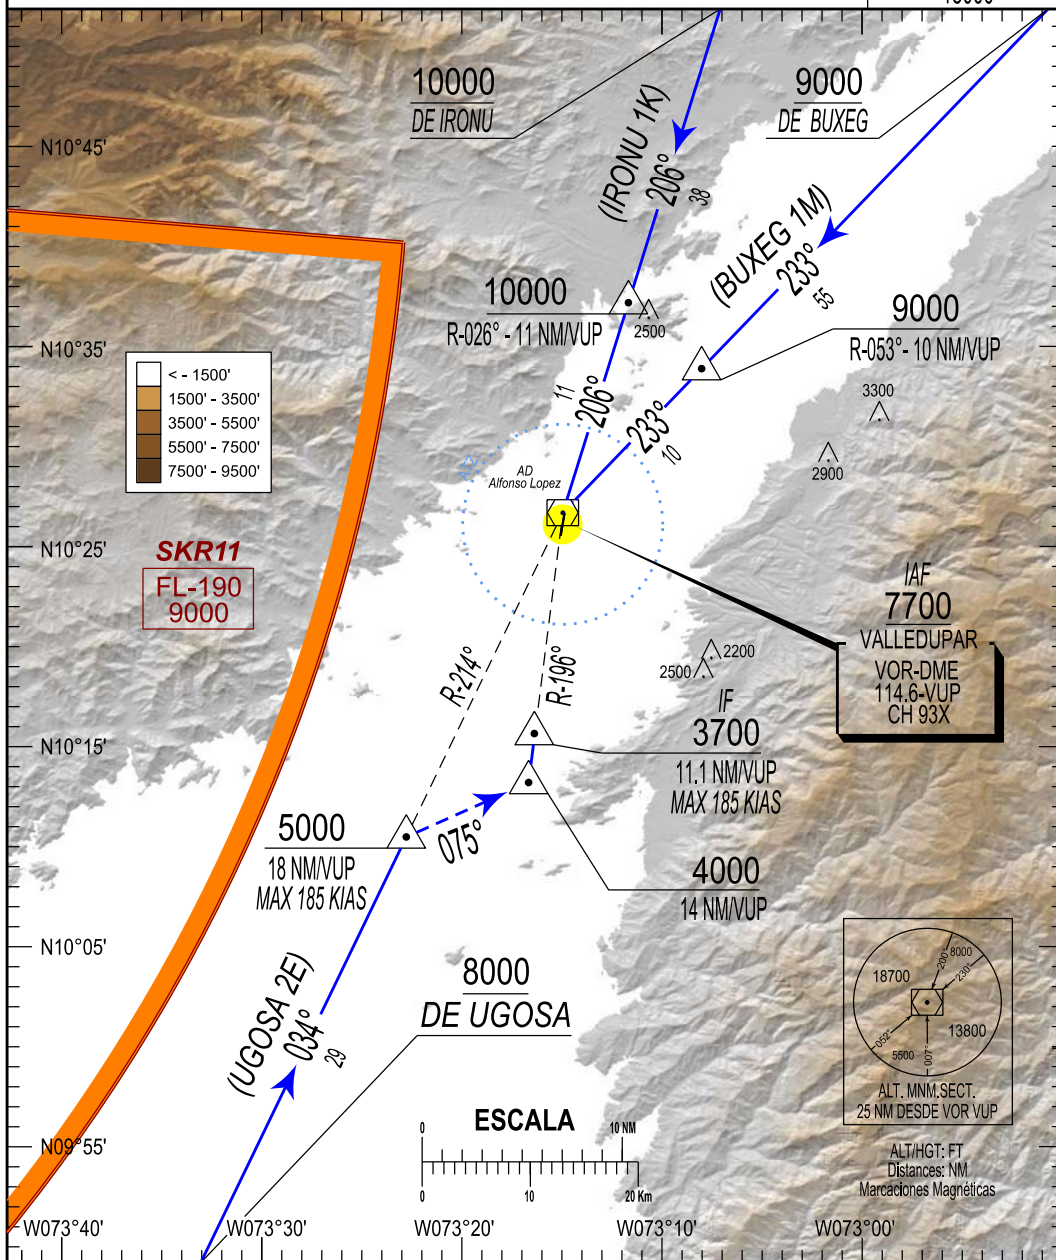 10000
DE IRONU
9000
DE BUXEG
N10°45'
(IRONU 1K)
206°
38
(BUXEG 1M)
233°
55
10000
R-026° - 11 NM/VUP
2500
9000
R-053°- 10 NM/VUP
N10°35'
< - 1500'
1500' - 3500'
3500' - 5500'
5500' - 7500'
7500' - 9500'
11
206°
233°
10
3300
2900
AD
Alfonso Lopez
N10°25'
SKR11
FL-190
9000
IAF
7700
VALLEDUPAR
VOR-DME
114.6-VUP
CH 93X
R-214°
R-196°
2200
2500
IF
3700
11.1 NM/VUP
MAX 185 KIAS
N10°15'
5000
18 NM/VUP
MAX 185 KIAS
075°
4000
14 NM/VUP
N10°05'
(UGOSA 2E)
034°
29
8000
DE UGOSA
18700
200°
8000
230°
13800
052°
5500
007°
ALT. MNM.SECT.
25 NM DESDE VOR VUP
ESCALA
0
10 NM
0
10
20 Km
N09°55'
ALT/HGT: FT
Distances: NM
Marcaciones Magnéticas
W073°40'
W073°30'
W073°20'
W073°10'
W073°00'